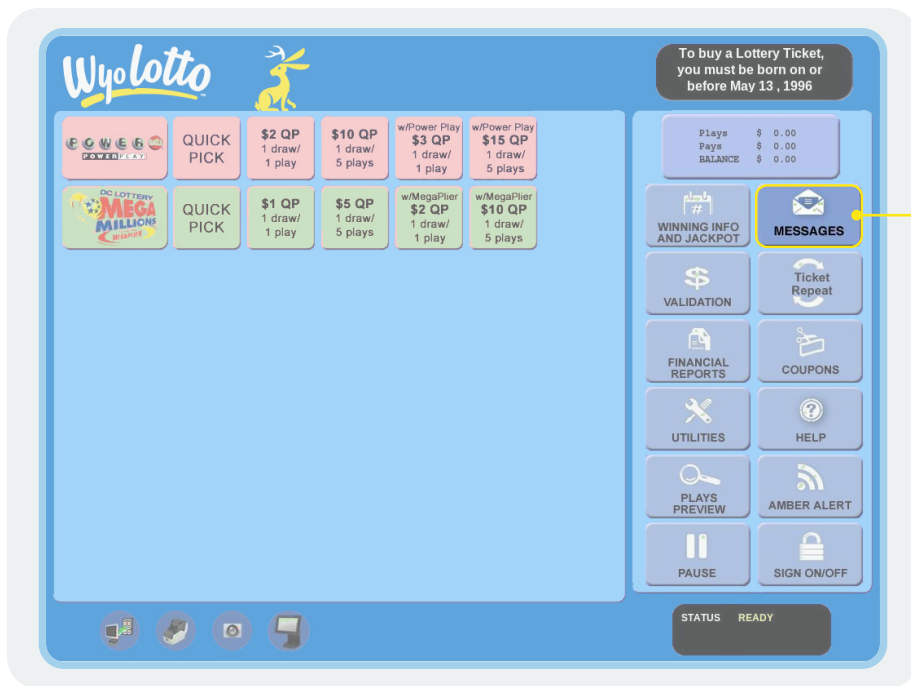 WyoLotto
To buy a Lottery Ticket,
you must be born on or
before May 13 , 1996
POWERBALL
POWERPLAY
QUICK
PICK
$2 QP
1 draw/
1 play
$10 QP
1 draw/
5 plays
w/Power Play
$3 QP
1 draw/
1 play
w/Power Play
$15 QP
1 draw/
5 plays
DC LOTTERY
MEGA
MILLIONS
MEGAPLIER
QUICK
PICK
$1 QP
1 draw/
1 play
$5 QP
1 draw/
5 plays
w/MegaPlier
$2 QP
1 draw/
1 play
w/MegaPlier
$10 QP
1 draw/
5 plays
Plays $ 0.00
Pays $ 0.00
BALANCE $ 0.00
#
WINNING INFO
AND JACKPOT
MESSAGES
$
VALIDATION
Ticket
Repeat
FINANCIAL
REPORTS
COUPONS
UTILITIES
?
HELP
PLAYS
PREVIEW
AMBER ALERT
PAUSE
SIGN ON/OFF
STATUS READY